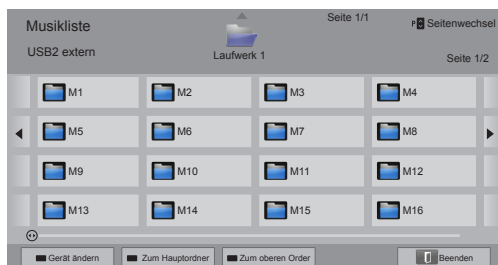 Musikliste
Seite 1/1
P Seitenwechsel
USB2 extern
Laufwerk 1
Seite 1/2
M1 M2 M3 M4
M5 M6 M7 M8
M9 M10 M11 M12
M13 M14 M15 M16
Gerät ändern Zum Hauptordner Zum oberen Order Beenden